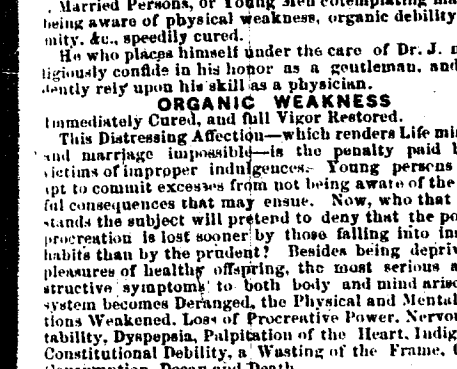 Married Persons, or Young Men contemplating ma
being aware of physical weakness, organic debility
mity. &c., speedily cured.
He who places himself under the care of Dr. J. m
ligiously confide in his honor as a gentleman, and
dently rely upon his skill as a physician.
ORGANIC WEAKNESS
Immediately Cured, and full Vigor Restored.
This Distressing Affection—which renders Life mi
and marriage impossible—is the penalty paid b
victims of improper indulgences. Young persons
apt to commit excesses from not being aware of the
ful consequences that may ensue. Now, who that
stands the subject will pretend to deny that the po
procreation is lost sooner by those falling into im
habits than by the prudent? Besides being depriv
pleasures of healthy offspring, the most serious a
structive symptoms to both body and mind arise
system becomes Deranged, the Physical and Mental
tions Weakened. Loss of Procreative Power. Nervou
tability, Dyspepsia, Palpitation of the Heart, Indig
Constitutional Debility, a Wasting of the Frame,
Decay and Death